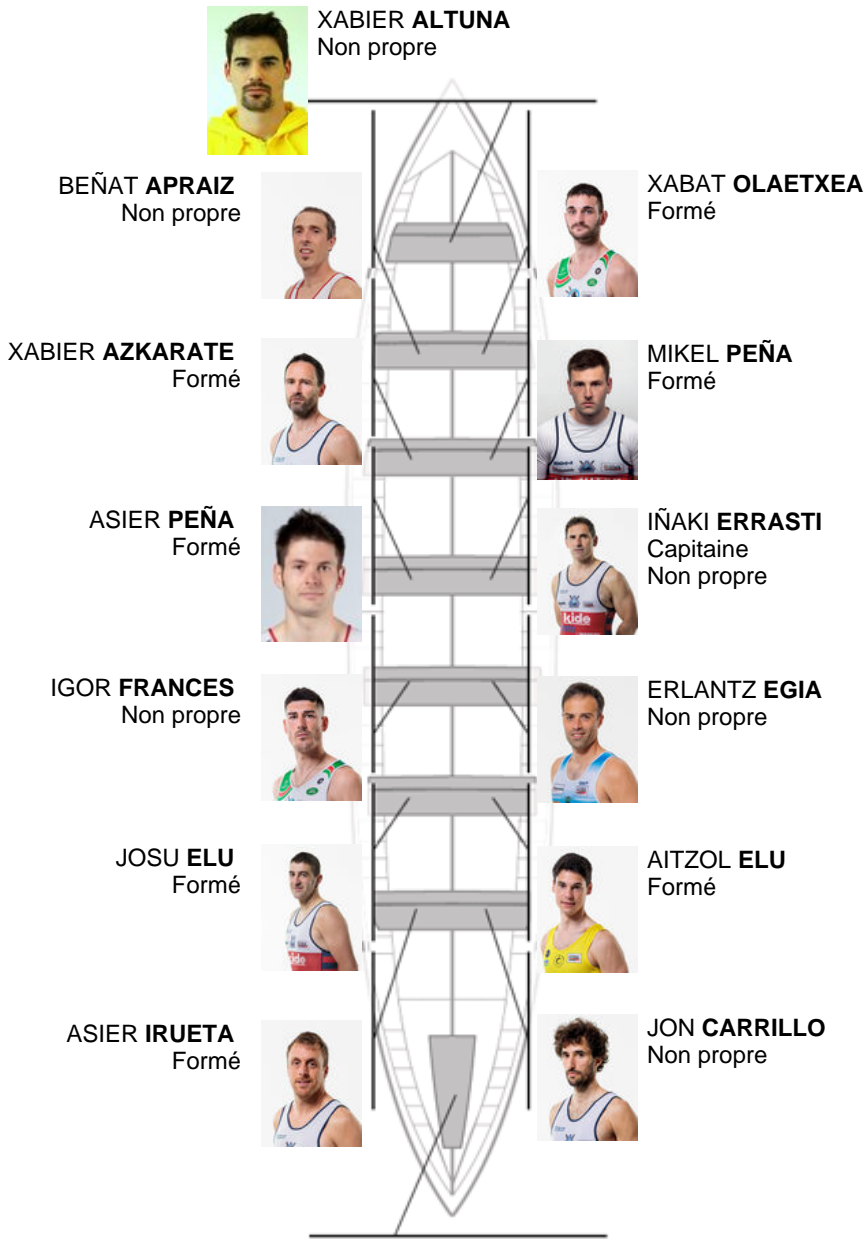 XABIER ALTUNA
Non propre
BEÑAT APRAIZ
Non propre
XABAT OLAETXEA
Formé
XABIER AZKARATE
Formé
MIKEL PEÑA
Formé
ASIER PEÑA
Formé
IÑAKI ERRASTI
Capitaine
Non propre
kide
IGOR FRANCES
Non propre
ERLANTZ EGIA
Non propre
JOSU ELU
Formé
kide
AITZOL ELU
Formé
ASIER IRUETA
Formé
JON CARRILLO
Non propre